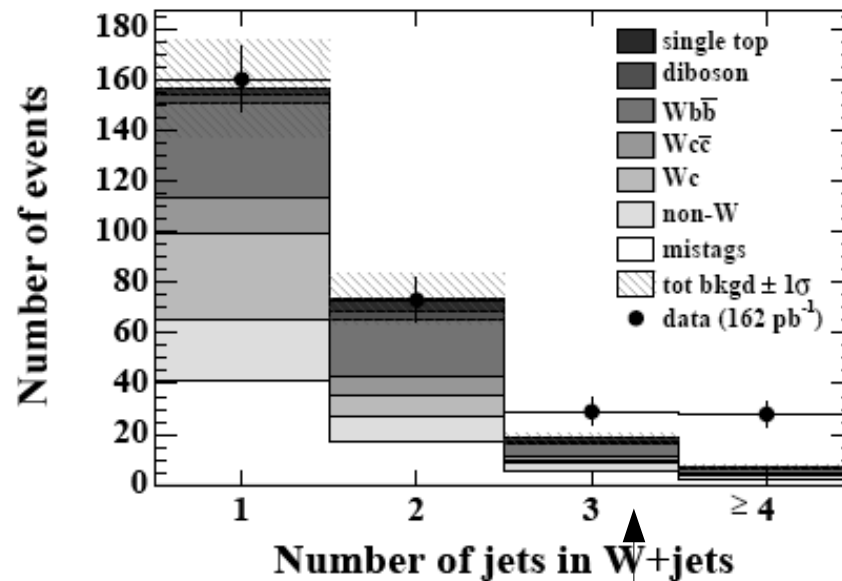 Number of events
180
160
140
120
100
80
60
40
20
0
single top
diboson
Wbb̅
Wcc̅
Wc
non-W
mistags
tot bkgd ± 1σ
data (162 pb⁻¹)
1 2 3 ≥ 4
Number of jets in W+jets